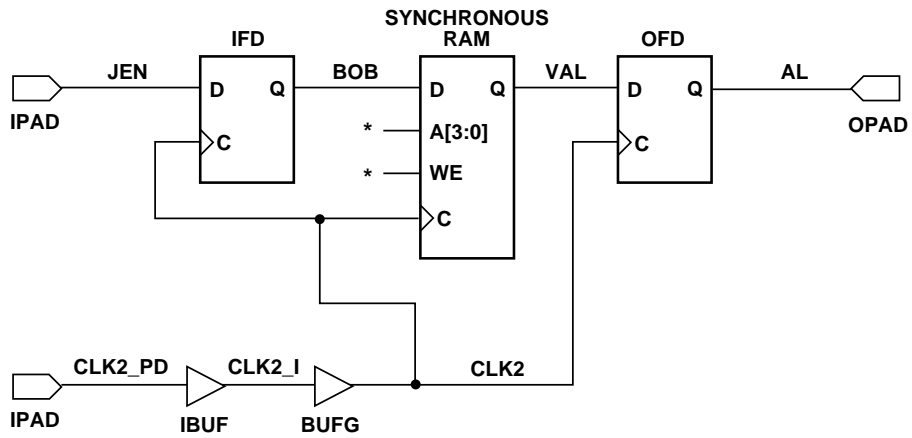 SYNCHRONOUS
IFD RAM OFD
JEN BOB VAL AL
D Q D Q D Q
IPAD OPAD
* A[3:0]
C C
* WE
C
CLK2_PD CLK2_I CLK2
IPAD IBUF BUFG